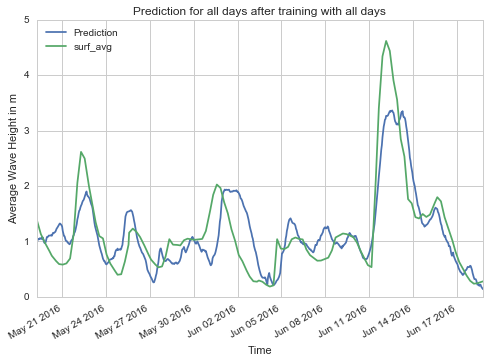 Prediction for all days after training with all days
Prediction
surf_avg
Average Wave Height in m
5
4
3
2
1
0
May 21 2016
May 24 2016
May 27 2016
May 30 2016
Jun 02 2016
Jun 05 2016
Jun 08 2016
Jun 11 2016
Jun 14 2016
Jun 17 2016
Time